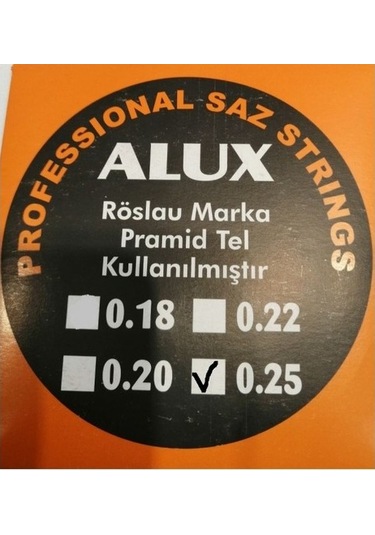 PROFESSIONAL SAZ STRINGS
ALUX
Röslau Marka
Pramid Tel
Kullanılmıştır
0.18 0.22
0.20 ✓ 0.25